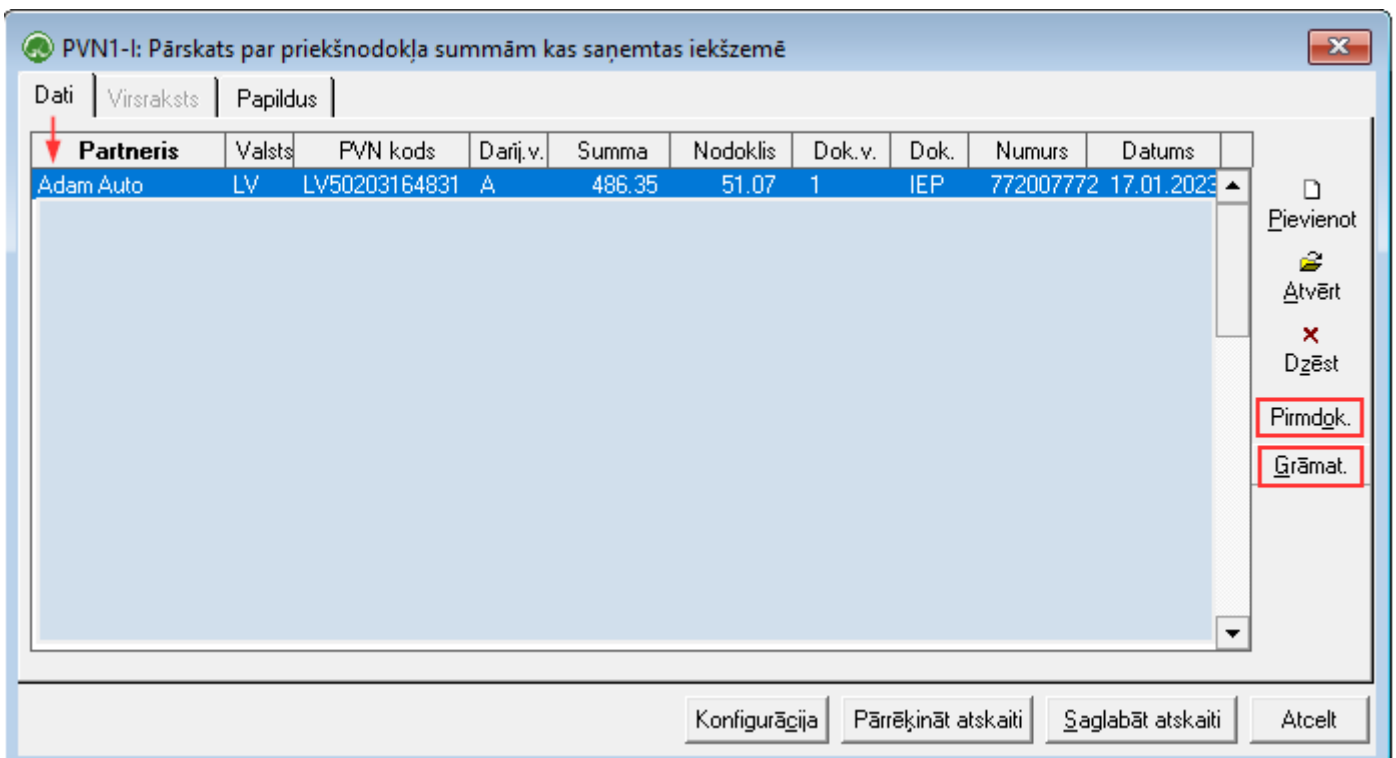 PVN1-I: Pārskats par priekšnodokļa summām kas saņemtas iekšzemē
Dati Virsraksts Papildus
Partneris Valsts PVN kods Darīj.v. Summa Nodoklis Dok.v. Dok. Numurs Datums
Adam Auto LV LV50203164831 A 486.35 51.07 1 IEP 772007772 17.01.2023
Pievienot
Atvērt
Dzēst
Pirmdok.
Grāmat.
Konfigurācija Pārrēķināt atskaiti Saglabāt atskaiti Atcelt